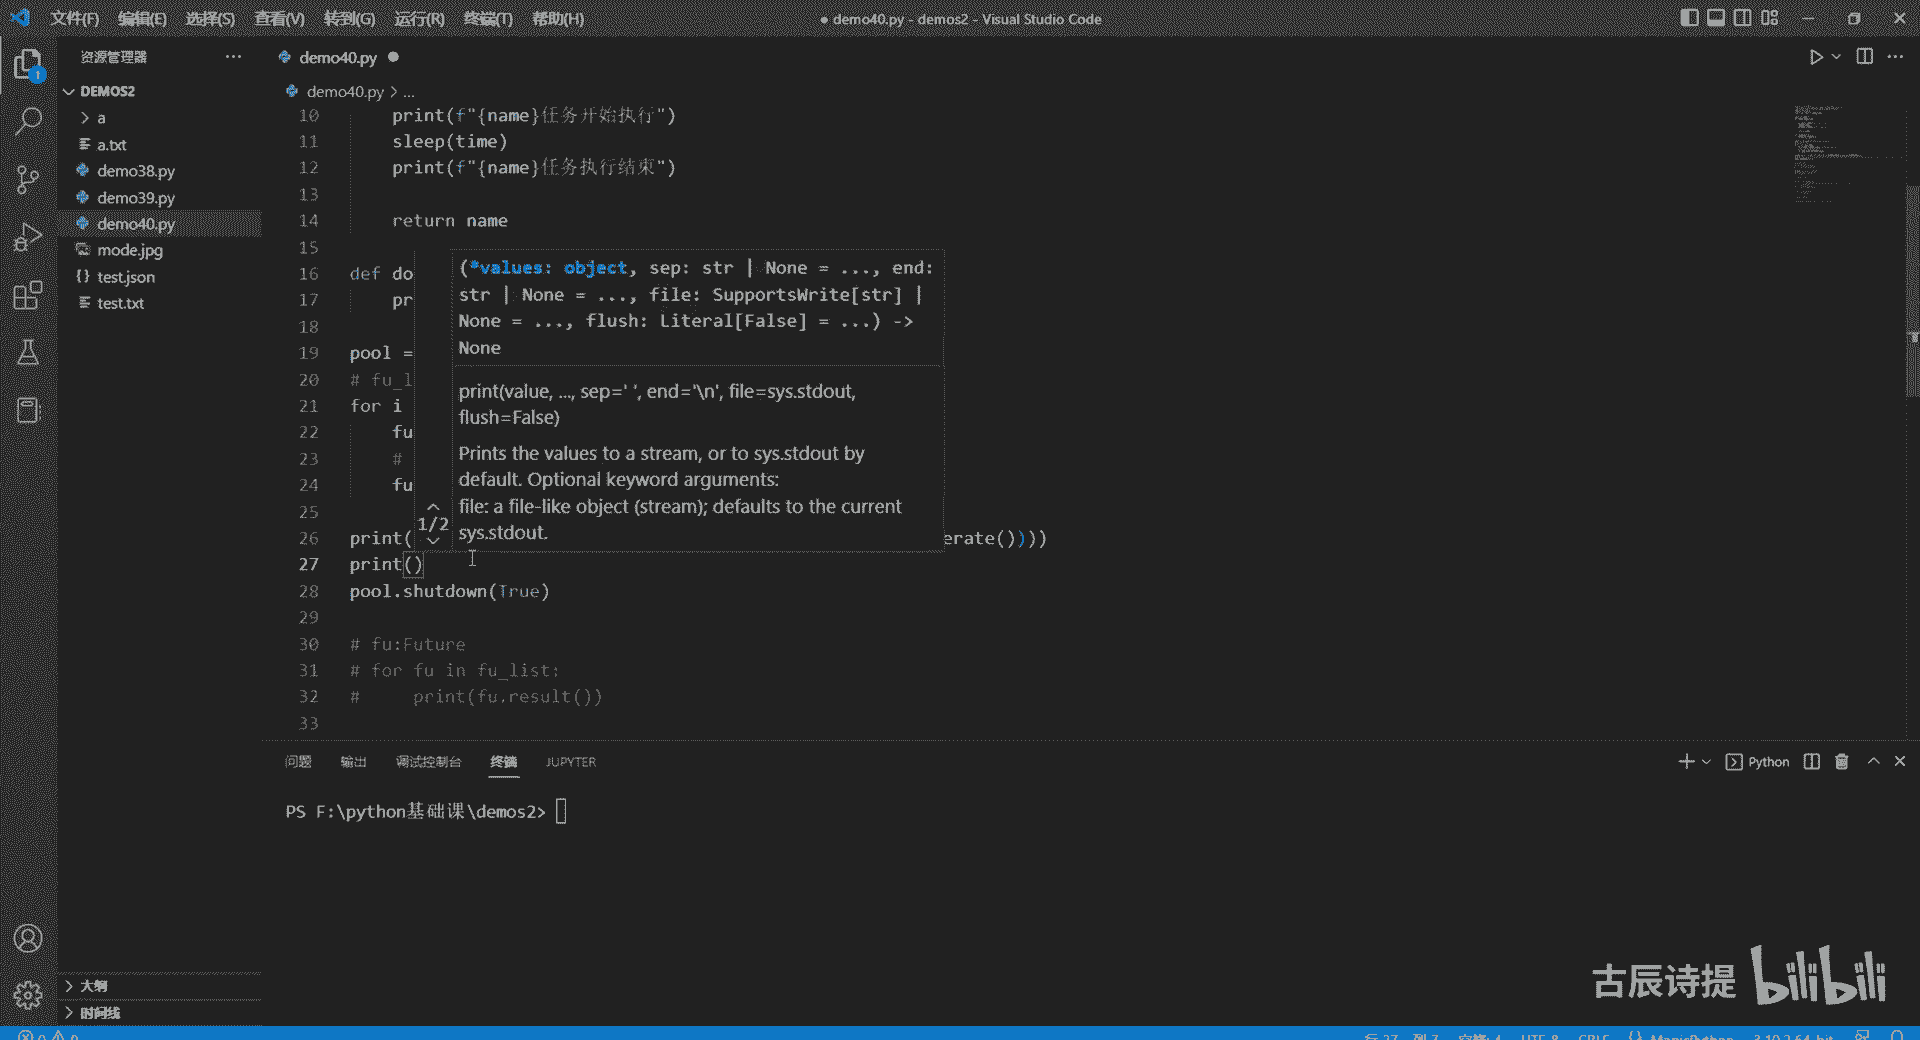 文件(F) 编辑(E) 选择(S) 查看(V) 转到(G) 运行(R) 终端(T) 帮助(H)
● demo40.py - demos2 - Visual Studio Code
资源管理器
1
DEMOS2
a
a.txt
demo38.py
demo39.py
demo40.py
mode.jpg
test.json
test.txt
大纲
时间线
demo40.py
demo40.py > ...
10 print(f"{name}任务开始执行")
11 sleep(time)
12 print(f"{name}任务执行结束")
13
14 return name
15
16 def do
17 pr
18
19 pool =
20 # fu_l
21 for i
22 fu
23 #
24 fu
25
26 print( erate())))
27 print()
28 pool.shutdown(True)
29
30 # fu:Future
31 # for fu in fu_list:
32 # print(fu.result())
33
1/2
(*values: object, sep: str | None = ..., end:
str | None = ..., file: SupportsWrite[str] |
None = ..., flush: Literal[False] = ...) ->
None
print(value, ..., sep=' ', end='\n', file=sys.stdout,
flush=False)
Prints the values to a stream, or to sys.stdout by
default. Optional keyword arguments:
file: a file-like object (stream); defaults to the current
sys.stdout.
问题 输出 调试控制台 终端 JUPYTER
Python
PS F:\python基础课\demos2>
古辰诗提 bilibili